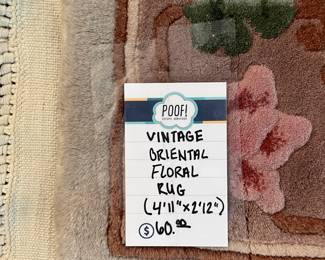 POOF!
VINTAGE
ORIENTAL
FLORAL
RUG
(4'11"x2'12")
$60.00